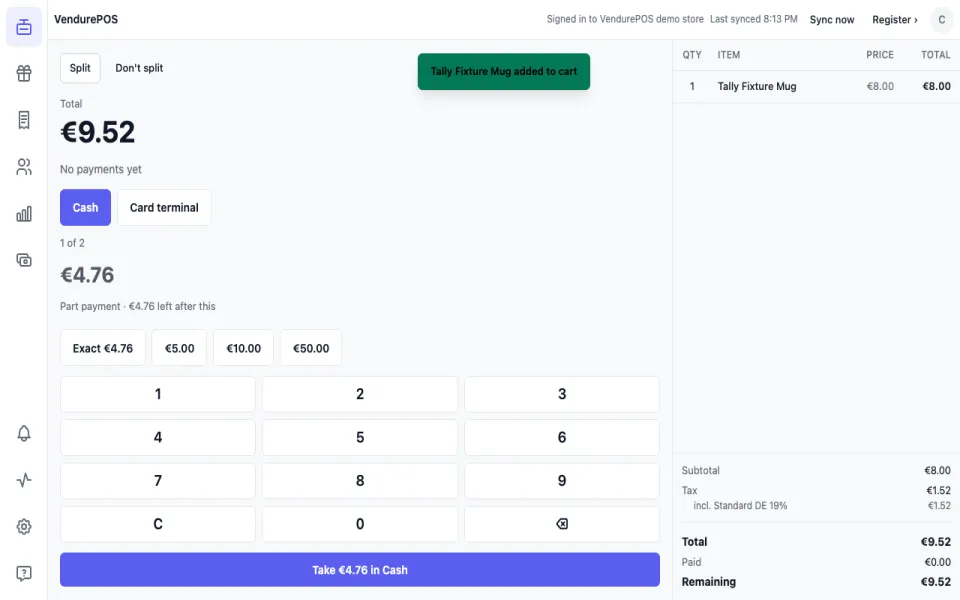 VendurePOS
Signed in to VendurePOS demo store Last synced 8:13 PM Sync now Register › C
Split Don't split
Tally Fixture Mug added to cart
Total
€9.52
No payments yet
Cash Card terminal
1 of 2
€4.76
Part payment · €4.76 left after this
Exact €4.76 €5.00 €10.00 €50.00
1 2 3
4 5 6
7 8 9
C 0
Take €4.76 in Cash
QTY ITEM PRICE TOTAL
1 Tally Fixture Mug €8.00 €8.00
Subtotal €8.00
Tax €1.52
incl. Standard DE 19% €1.52
Total €9.52
Paid €0.00
Remaining €9.52